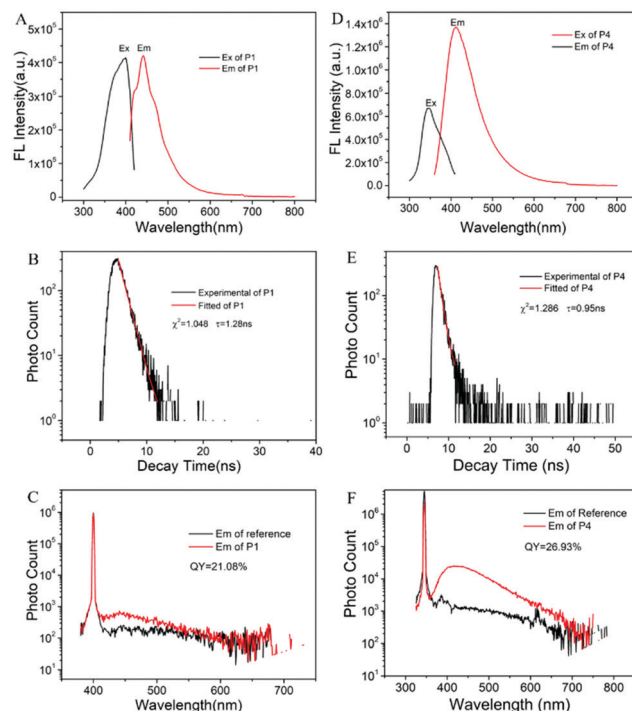 A
Ex Em
Ex of P1
Em of P1
FL Intensity(a.u.)
5x10⁵
4x10⁵
3x10⁵
2x10⁵
1x10⁵
0
300 400 500 600 700 800
Wavelength(nm)
D
Em
Ex
Ex of P4
Em of P4
FL Intensity (a.u.)
1.4x10⁶
1.2x10⁶
1.0x10⁶
8.0x10⁵
6.0x10⁵
4.0x10⁵
2.0x10⁵
0.0
300 400 500 600 700 800
Wavelength(nm)
B
Experimental of P1
Fitted of P1
χ²=1.048 τ=1.28ns
Photo Count
10²
10¹
10⁰
0 10 20 30 40
Decay Time(ns)
E
Experimental of P4
Fitted of P4
χ²=1.286 τ=0.95ns
Photo Count
10²
10¹
10⁰
0 10 20 30 40 50
Decay Time (ns)
C
Em of reference
Em of P1
QY=21.08%
Photo Count
10⁶
10⁵
10⁴
10³
10²
10¹
400 500 600 700
Wavelength (nm)
F
Em of Reference
Em of P4
QY=26.93%
Photo Count
10⁶
10⁵
10⁴
10³
10²
10¹
300 400 500 600 700 800
Wavelength (nm)